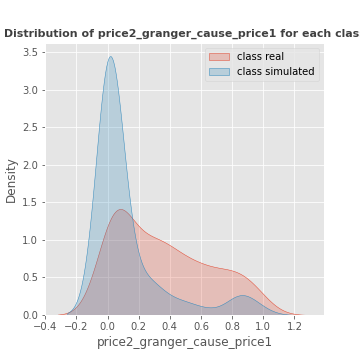 Distribution of price2_granger_cause_price1 for each clas
class real
class simulated
3.5
3.0
2.5
2.0
1.5
1.0
0.5
0.0
Density
−0.4 −0.2 0.0 0.2 0.4 0.6 0.8 1.0 1.2
price2_granger_cause_price1